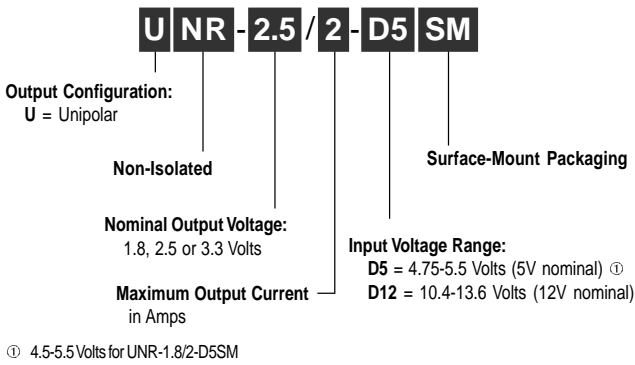 U NR - 2.5 / 2 - D5 SM
Output Configuration:
U = Unipolar
Non-Isolated
Surface-Mount Packaging
Nominal Output Voltage:
1.8, 2.5 or 3.3 Volts
Input Voltage Range:
D5 = 4.75-5.5 Volts (5V nominal) ①
D12 = 10.4-13.6 Volts (12V nominal)
Maximum Output Current
in Amps
① 4.5-5.5 Volts for UNR-1.8/2-D5SM